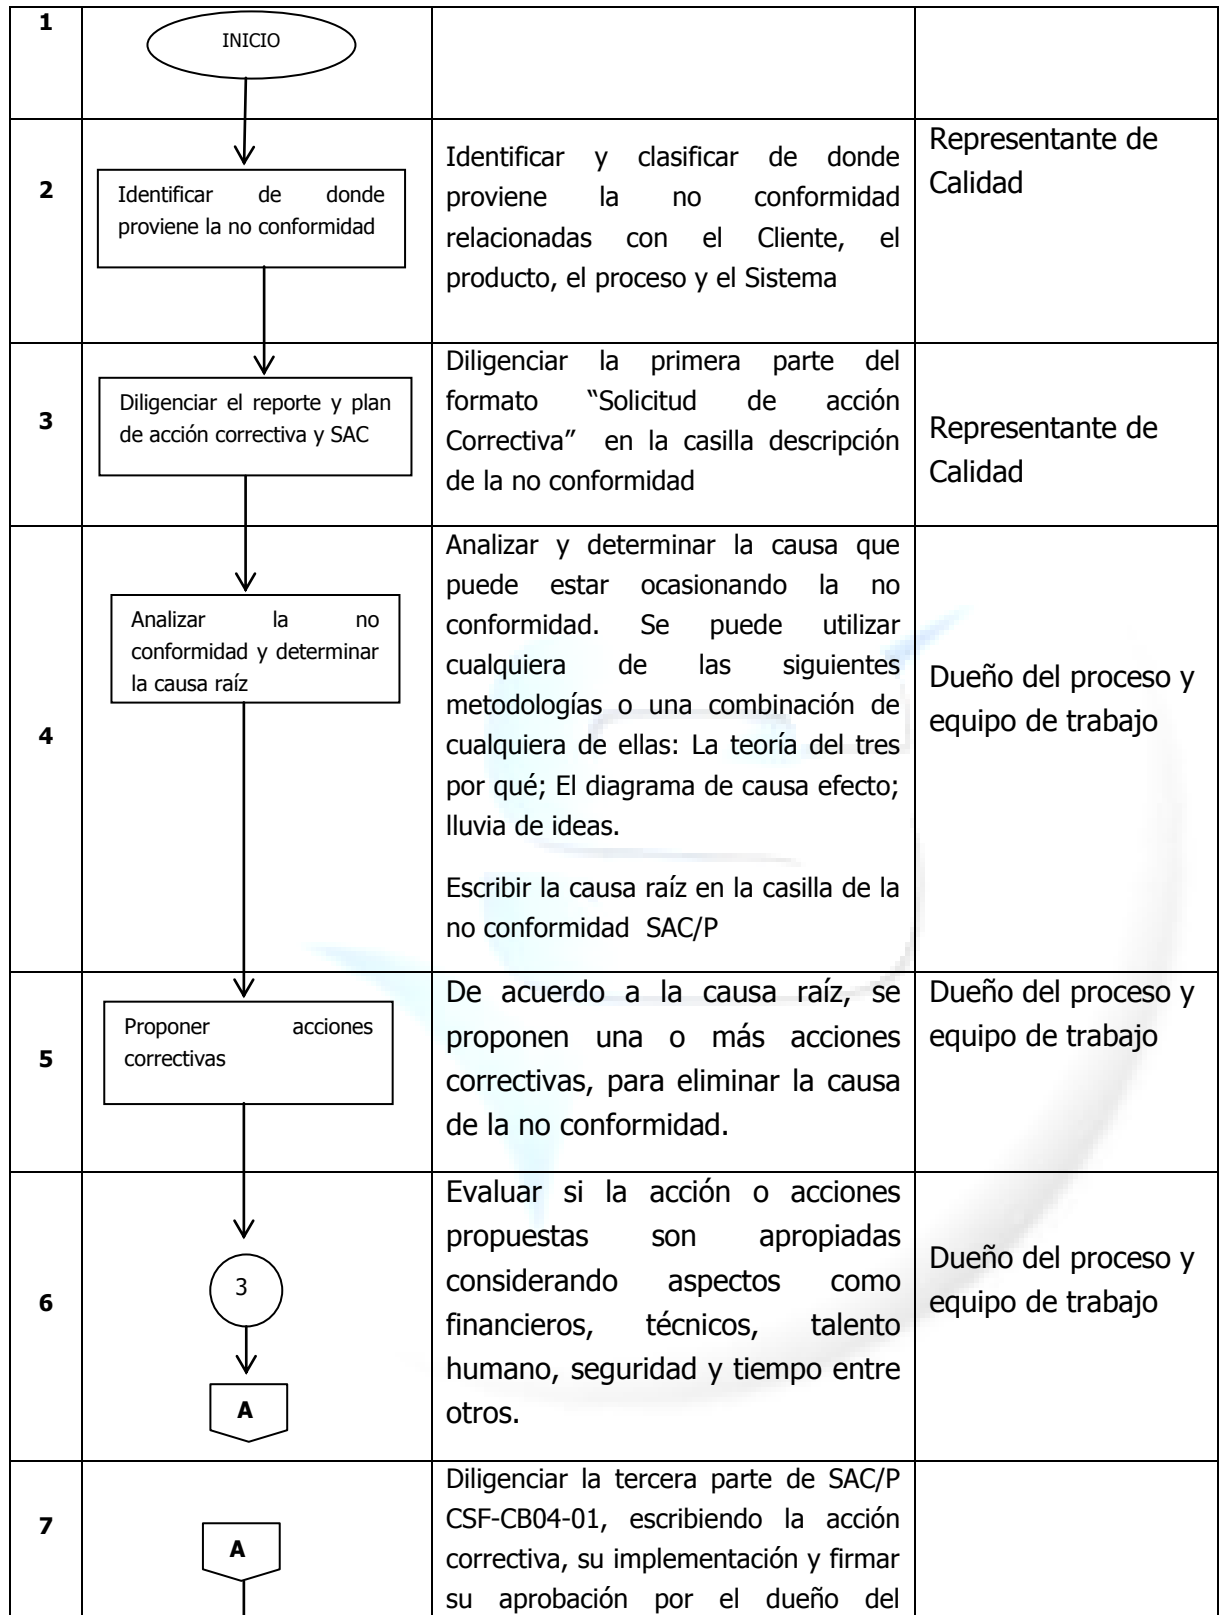 1
INICIO
2
Identificar de donde
proviene la no conformidad
Identificar y clasificar de donde
proviene la no conformidad
relacionadas con el Cliente, el
producto, el proceso y el Sistema
Representante de
Calidad
3
Diligenciar el reporte y plan
de acción correctiva y SAC
Diligenciar la primera parte del
formato “Solicitud de acción
Correctiva” en la casilla descripción
de la no conformidad
Representante de
Calidad
4
Analizar la no
conformidad y determinar
la causa raíz
Analizar y determinar la causa que
puede estar ocasionando la no
conformidad. Se puede utilizar
cualquiera de las siguientes
metodologías o una combinación de
cualquiera de ellas: La teoría del tres
por qué; El diagrama de causa efecto;
lluvia de ideas.
Escribir la causa raíz en la casilla de la
no conformidad SAC/P
Dueño del proceso y
equipo de trabajo
5
Proponer acciones
correctivas
De acuerdo a la causa raíz, se
proponen una o más acciones
correctivas, para eliminar la causa
de la no conformidad.
Dueño del proceso y
equipo de trabajo
6
3
A
Evaluar si la acción o acciones
propuestas son apropiadas
considerando aspectos como
financieros, técnicos, talento
humano, seguridad y tiempo entre
otros.
Dueño del proceso y
equipo de trabajo
7
A
Diligenciar la tercera parte de SAC/P
CSF-CB04-01, escribiendo la acción
correctiva, su implementación y firmar
su aprobación por el dueño del